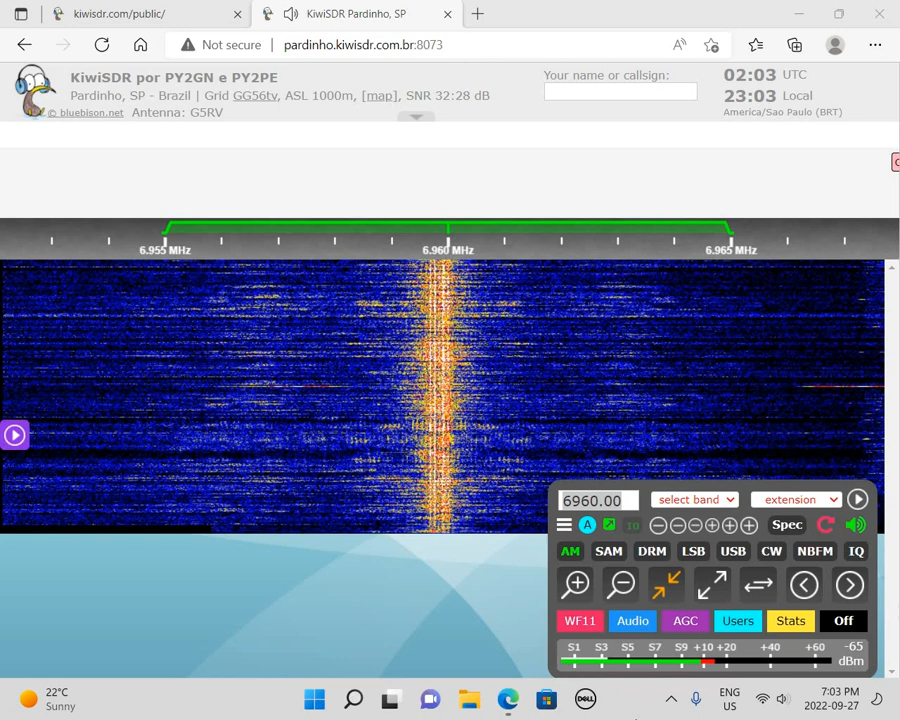 kiwisdr.com/public/
KiwiSDR Pardinho, SP
Not secure
pardinho.kiwisdr.com.br:8073
KiwiSDR por PY2GN e PY2PE
Pardinho, SP - Brazil | Grid GG56tv, ASL 1000m, [map], SNR 32:28 dB
© bluebison.net Antenna: G5RV
Your name or callsign:
02:03 UTC
23:03 Local
America/Sao Paulo (BRT)
6.955 MHz 6.960 MHz 6.965 MHz
6960.00 select band extension
A 10 Spec
AM SAM DRM LSB USB CW NBFM IQ
WF11 Audio AGC Users Stats Off
S1 S3 S5 S7 S9 +10 +20 +40 +60 -65
dBm
22°C
Sunny
DELL
ENG
US
7:03 PM
2022-09-27